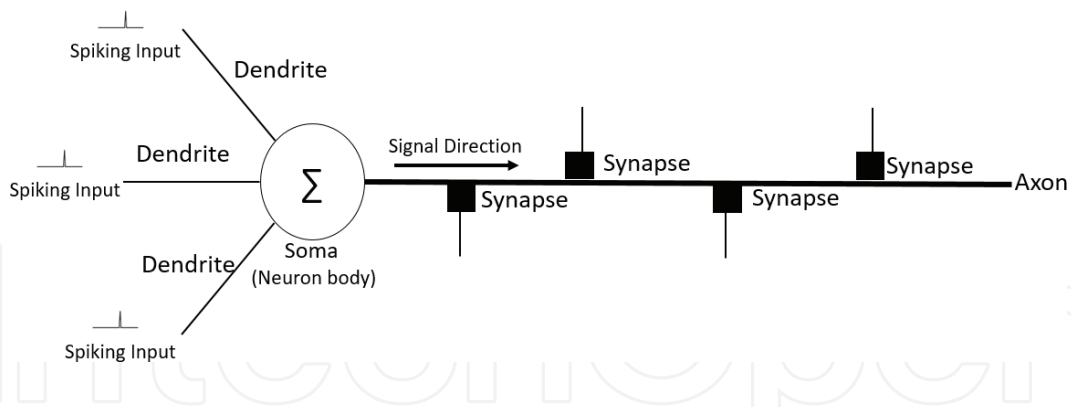 Spiking Input
Dendrite
Dendrite
Spiking Input
Dendrite
Spiking Input
∑
Soma
(Neuron body)
Signal Direction
Synapse
Synapse
Synapse
Synapse
Axon